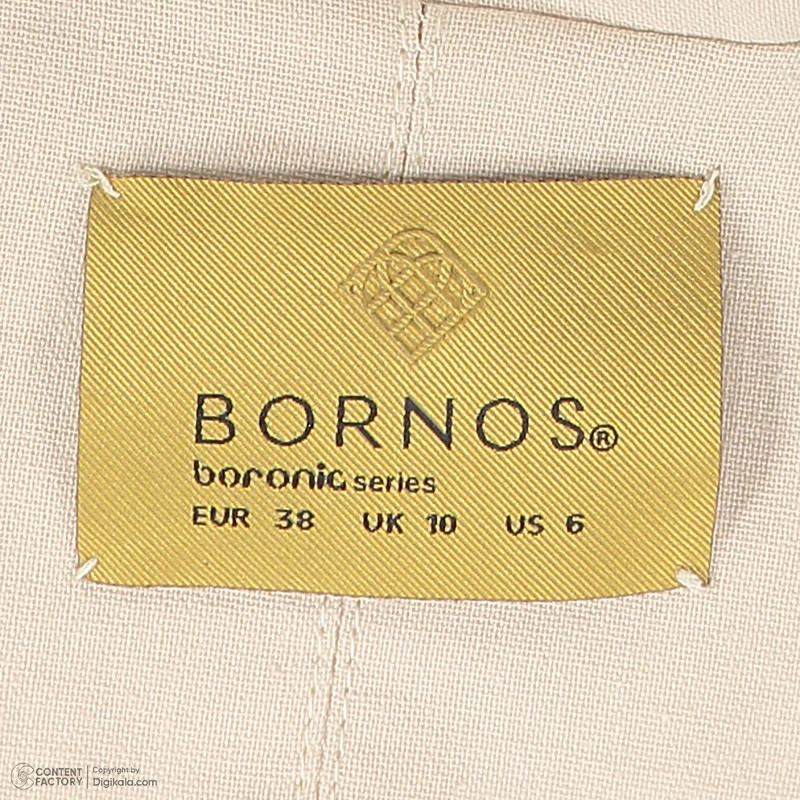 BORNOS®
boronic series
EUR 38 UK 10 US 6
CONTENT FACTORY
Copyright by
Digikala.com